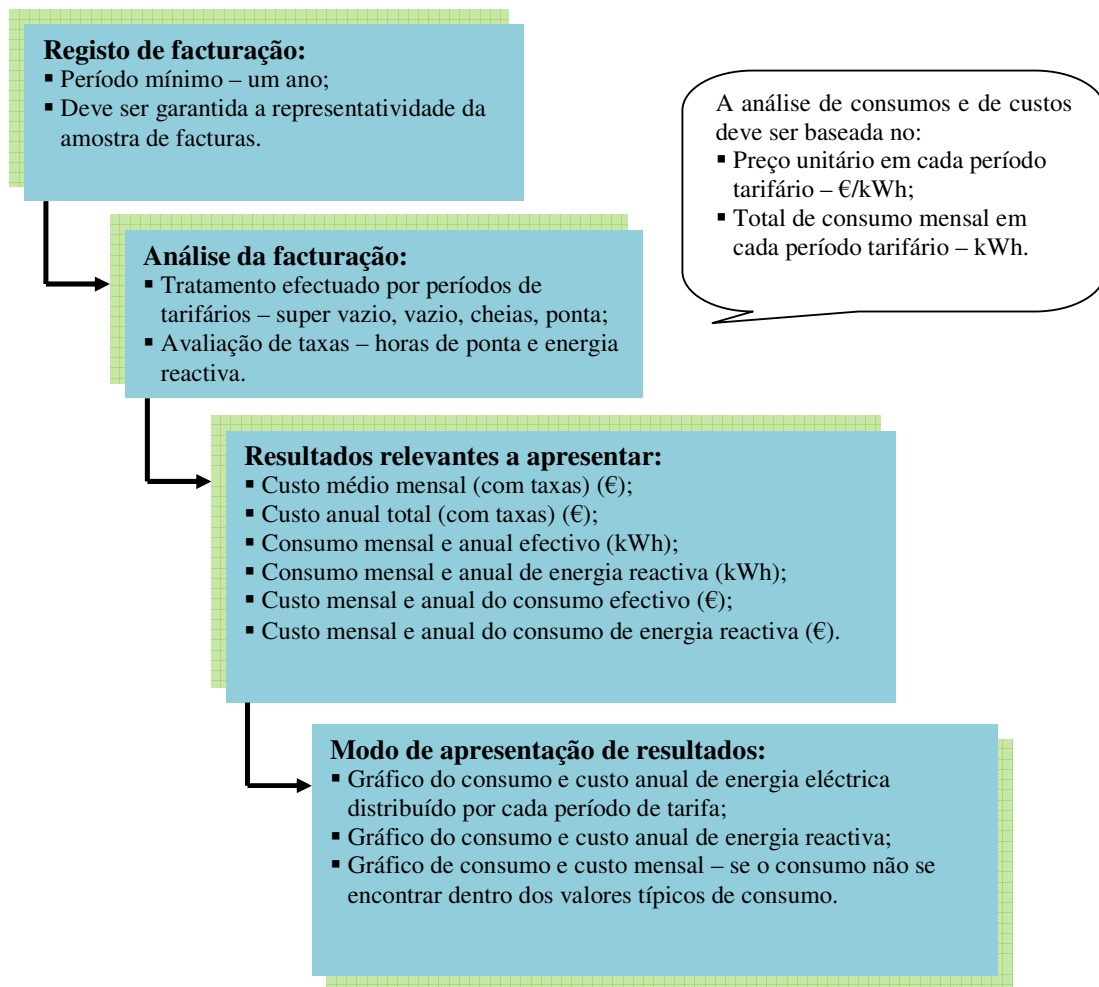 Registo de facturação:
▪ Período mínimo – um ano;
▪ Deve ser garantida a representatividade da
amostra de facturas.
A análise de consumos e de custos
deve ser baseada no:
▪ Preço unitário em cada período
tarifário – €/kWh;
▪ Total de consumo mensal em
cada período tarifário – kWh.
Análise da facturação:
▪ Tratamento efectuado por períodos de
tarifários – super vazio, vazio, cheias, ponta;
▪ Avaliação de taxas – horas de ponta e energia
reactiva.
Resultados relevantes a apresentar:
▪ Custo médio mensal (com taxas) (€);
▪ Custo anual total (com taxas) (€);
▪ Consumo mensal e anual efectivo (kWh);
▪ Consumo mensal e anual de energia reactiva (kWh);
▪ Custo mensal e anual do consumo efectivo (€);
▪ Custo mensal e anual do consumo de energia reactiva (€).
Modo de apresentação de resultados:
▪ Gráfico do consumo e custo anual de energia eléctrica
distribuído por cada período de tarifa;
▪ Gráfico do consumo e custo anual de energia reactiva;
▪ Gráfico de consumo e custo mensal – se o consumo não se
encontrar dentro dos valores típicos de consumo.